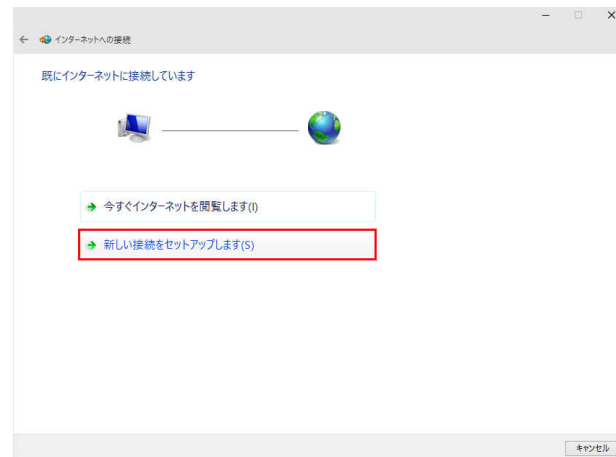 インターネットへの接続
既にインターネットに接続しています
今すぐインターネットを閲覧します(I)
新しい接続をセットアップします(S)
キャンセル